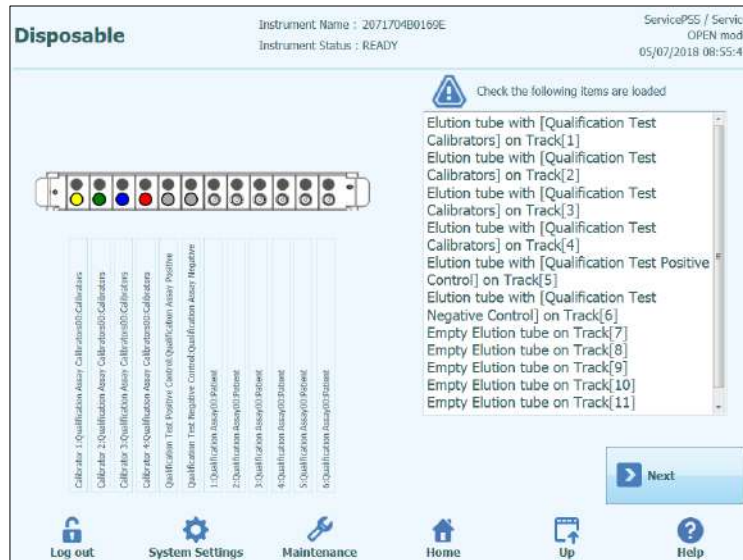 Disposable
Instrument Name : 2071704B0169E
Instrument Status : READY
ServicePSS / Servic
OPEN mod
05/07/2018 08:55:4
Check the following items are loaded
Elution tube with [Qualification Test
Calibrators] on Track[1]
Elution tube with [Qualification Test
Calibrators] on Track[2]
Elution tube with [Qualification Test
Calibrators] on Track[3]
Elution tube with [Qualification Test
Calibrators] on Track[4]
Elution tube with [Qualification Test Positive
Control] on Track[5]
Elution tube with [Qualification Test
Negative Control] on Track[6]
Empty Elution tube on Track[7]
Empty Elution tube on Track[8]
Empty Elution tube on Track[9]
Empty Elution tube on Track[10]
Empty Elution tube on Track[11]
Calibrator 1:Qualification Assay Calibrators00:Calibrators
Calibrator 2:Qualification Assay Calibrators00:Calibrators
Calibrator 3:Qualification Assay Calibrators00:Calibrators
Calibrator 4:Qualification Assay Calibrators00:Calibrators
Qualification Test Positive Control:Qualification Assay Positive
Qualification Test Negative Control:Qualification Assay Negative
1:Qualification Assay00:Patient
2:Qualification Assay00:Patient
3:Qualification Assay00:Patient
4:Qualification Assay00:Patient
5:Qualification Assay00:Patient
6:Qualification Assay00:Patient
Next
Log out
System Settings
Maintenance
Home
Up
Help